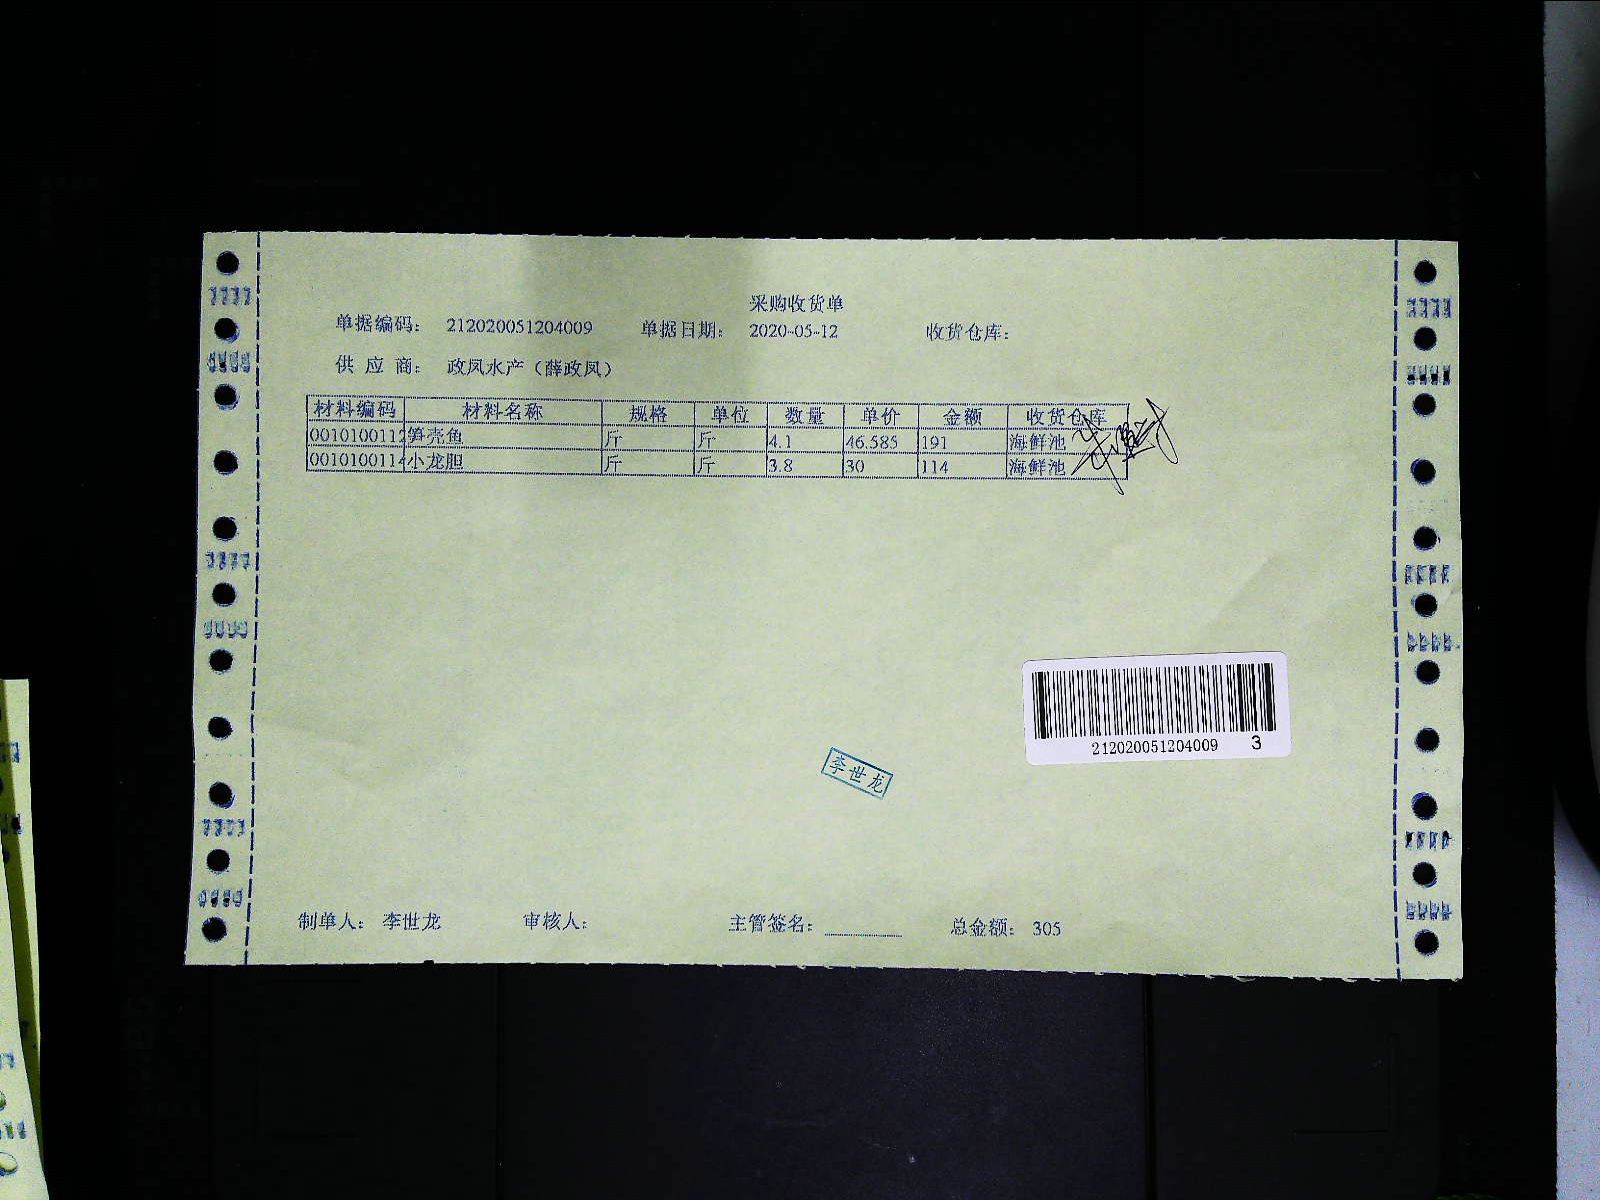 采购收货单
单据编码： 212020051204009 单据日期： 2020-05-12 收货仓库：
供 应 商： 政凤水产（薛政凤）
材料编码 材料名称 规格 单位 数量 单价 金额 收货仓库
0010100112 笋壳鱼 斤 斤 4.1 46.585 191 海鲜池
0010100114 小龙胆 斤 斤 3.8 30 114 海鲜池
212020051204009 3
李世龙
制单人： 李世龙 审核人： 主管签名： 总金额： 305